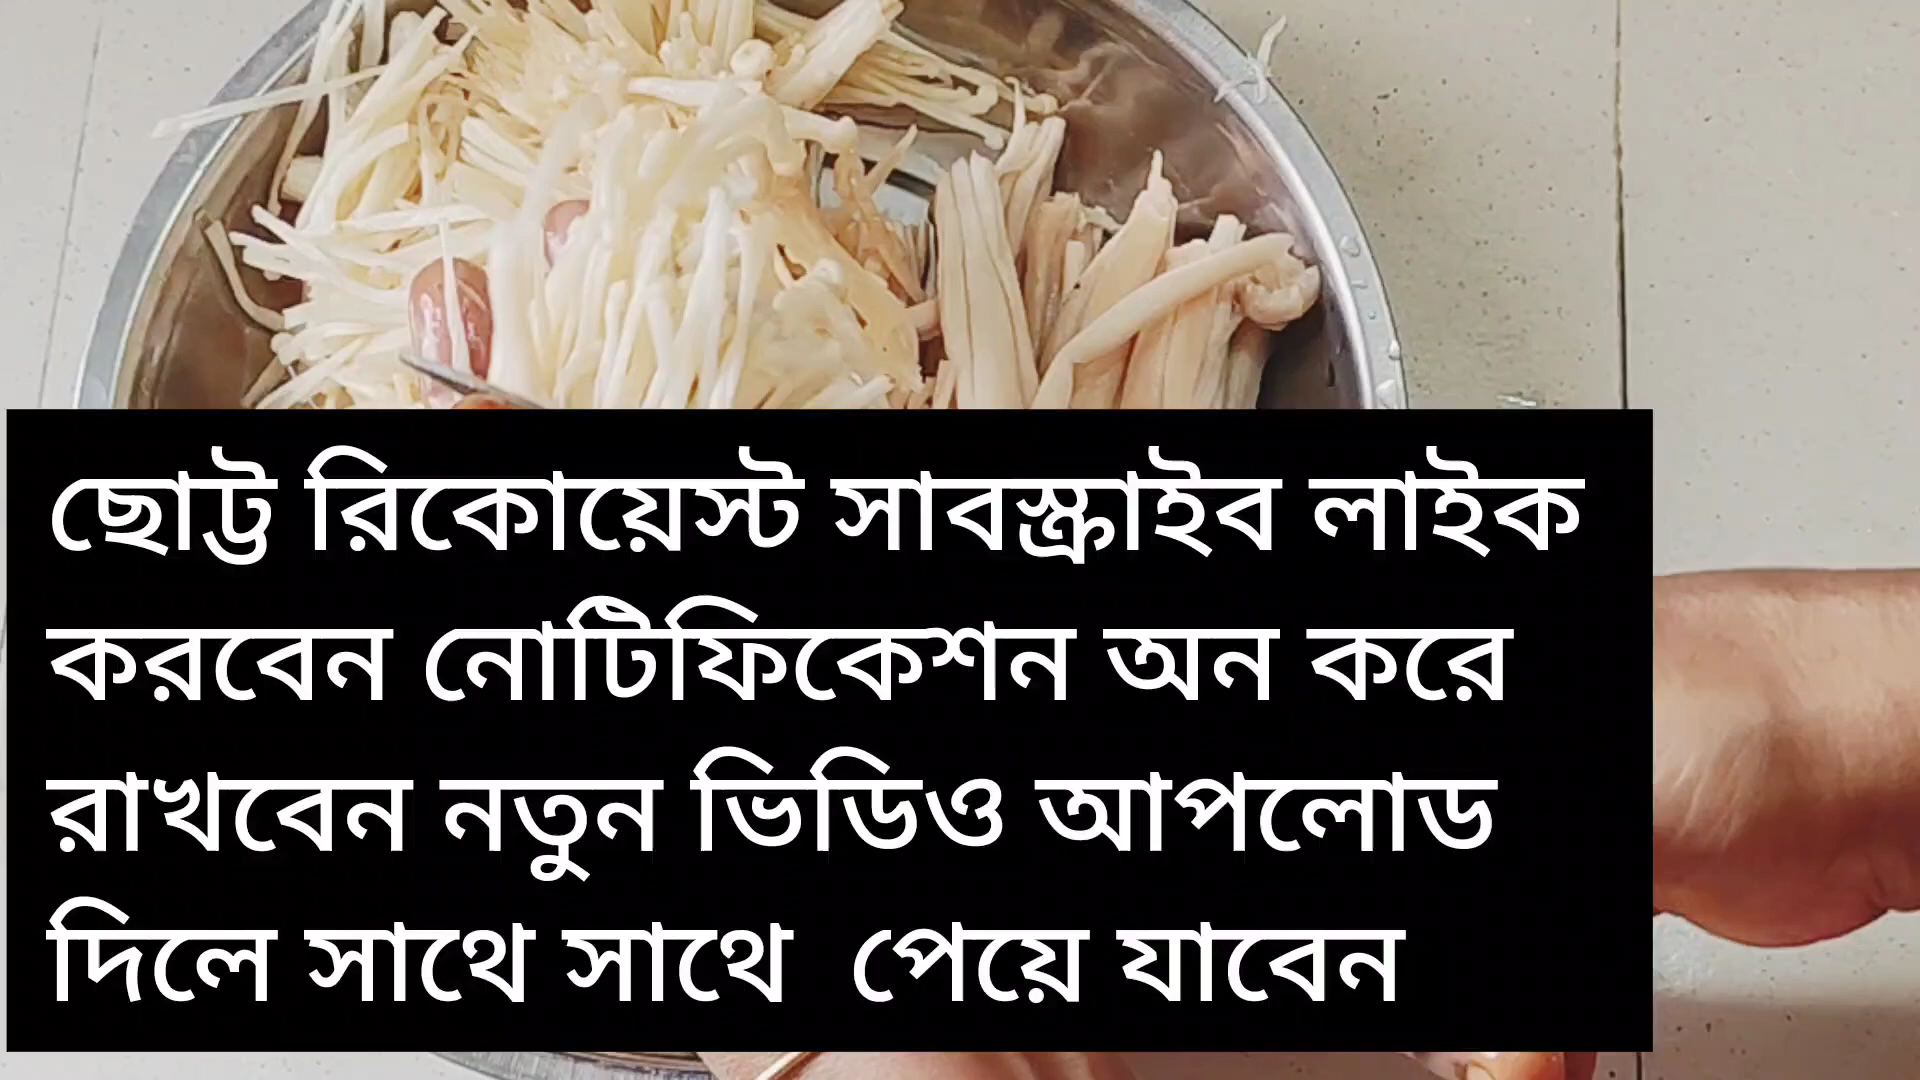 ছোট্ট রিকোয়েস্ট সাবস্ক্রাইব লাইক
করবেন নোটিফিকেশন অন করে
রাখবেন নতুন ভিডিও আপলোড
দিলে সাথে সাথে  পেয়ে যাবেন